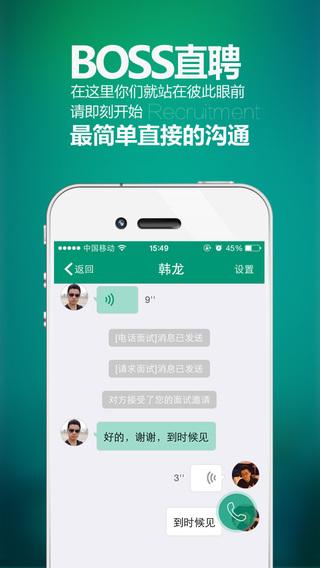 BOSS直聘
在这里你们就站在彼此眼前
请即刻开始 Recruitment
最简单直接的沟通
中国移动 15:49 45%
返回 韩龙 设置
9''
[电话面试]消息已发送
[请求面试]消息已发送
对方接受了您的面试邀请
好的，谢谢，到时候见
3''
到时候见